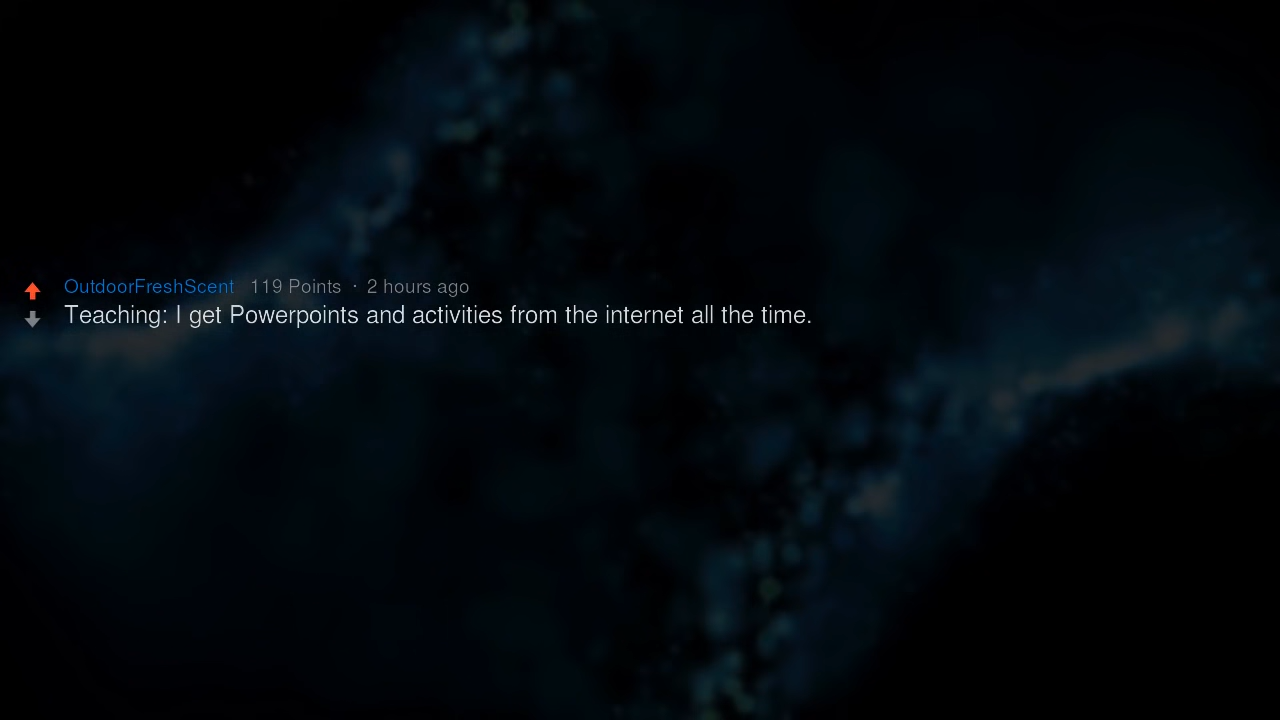 OutdoorFreshScent 119 Points · 2 hours ago
Teaching: I get Powerpoints and activities from the internet all the time.